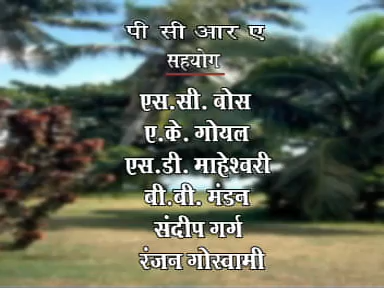 पी सी आर ए
सहयोग
एस.सी. बोस
ए.के. गोयल
एस.डी. माहेश्वरी
वी.वी. मंडन
संदीप गर्ग
रंजन गोस्वामी